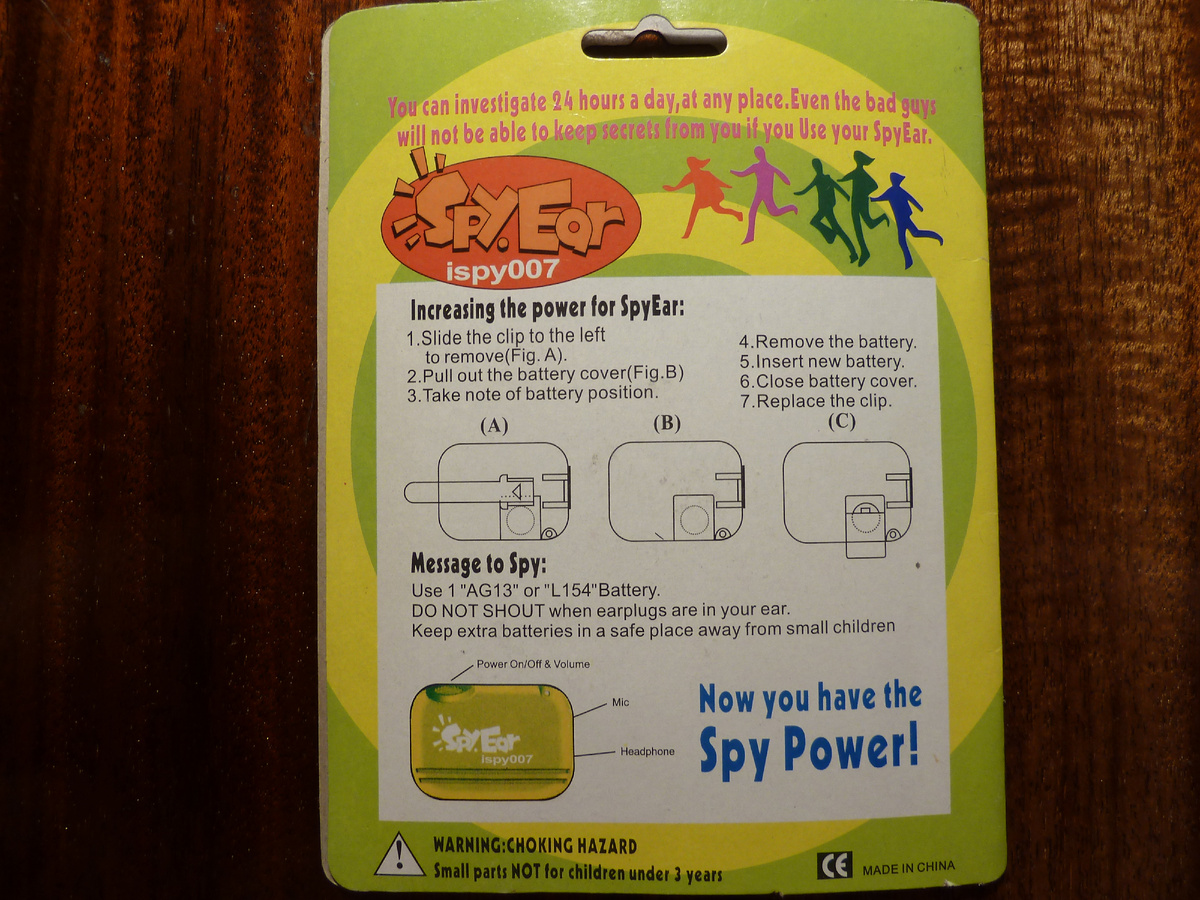 You can investigate 24 hours a day,at any place.Even the bad guys
will not be able to keep secrets from you if you Use your SpyEar.
Spy.Ear
ispy007
Increasing the power for SpyEar:
1.Slide the clip to the left
to remove(Fig. A).
2.Pull out the battery cover(Fig.B)
3.Take note of battery position.
4.Remove the battery.
5.Insert new battery.
6.Close battery cover.
7.Replace the clip.
(A) (B) (C)
Message to Spy:
Use 1 "AG13" or "L154"Battery.
DO NOT SHOUT when earplugs are in your ear.
Keep extra batteries in a safe place away from small children
Power On/Off & Volume
Mic
Headphone
Spy.Ear
ispy007
Now you have the
Spy Power!
WARNING:CHOKING HAZARD
Small parts NOT for children under 3 years
CE MADE IN CHINA